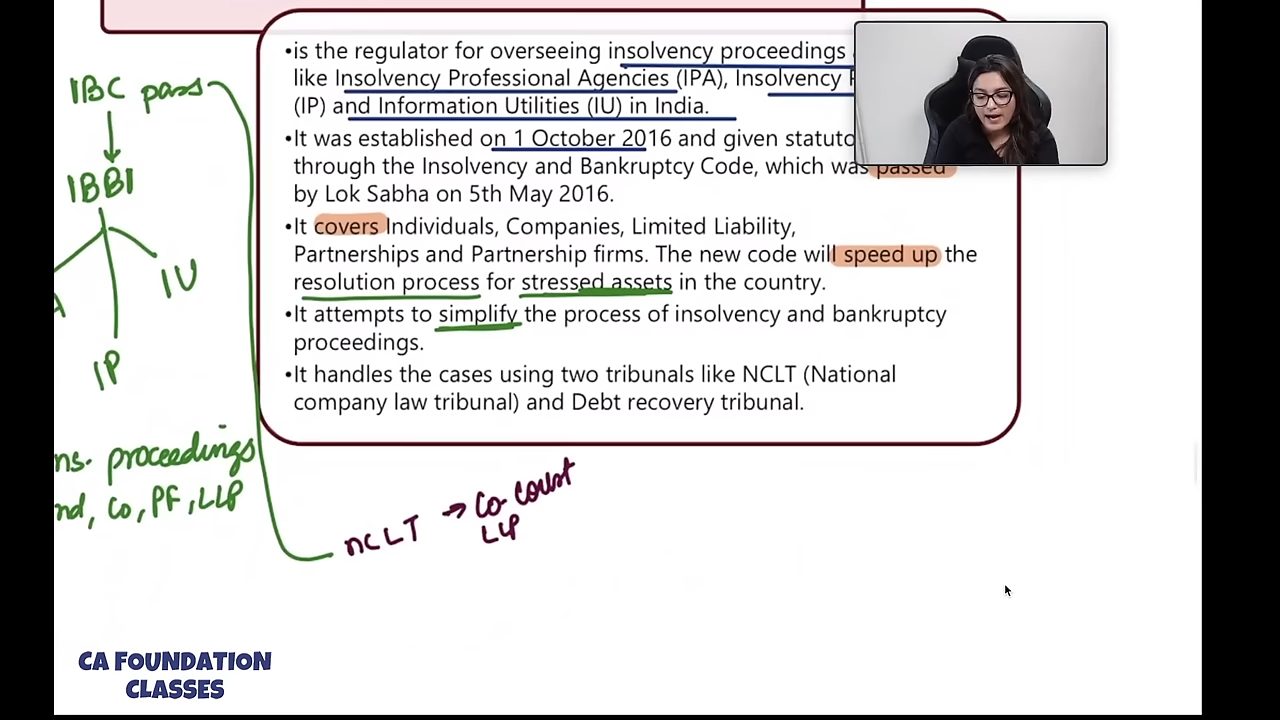 •is the regulator for overseeing insolvency proceedings
like Insolvency Professional Agencies (IPA), Insolvency
(IP) and Information Utilities (IU) in India.
•It was established on 1 October 2016 and given
through the Insolvency and Bankruptcy Code, which was passed
by Lok Sabha on 5th May 2016.
•It covers Individuals, Companies, Limited Liability,
Partnerships and Partnership firms. The new code will speed up the
resolution process for stressed assets in the country.
•It attempts to simplify the process of insolvency and bankruptcy
proceedings.
•It handles the cases using two tribunals like NCLT (National
company law tribunal) and Debt recovery tribunal.
IBC pass
IBBI
IU
IP
proceedings
Co, PF, LLP
NCLT → Co Court
LLP
CA FOUNDATION
CLASSES